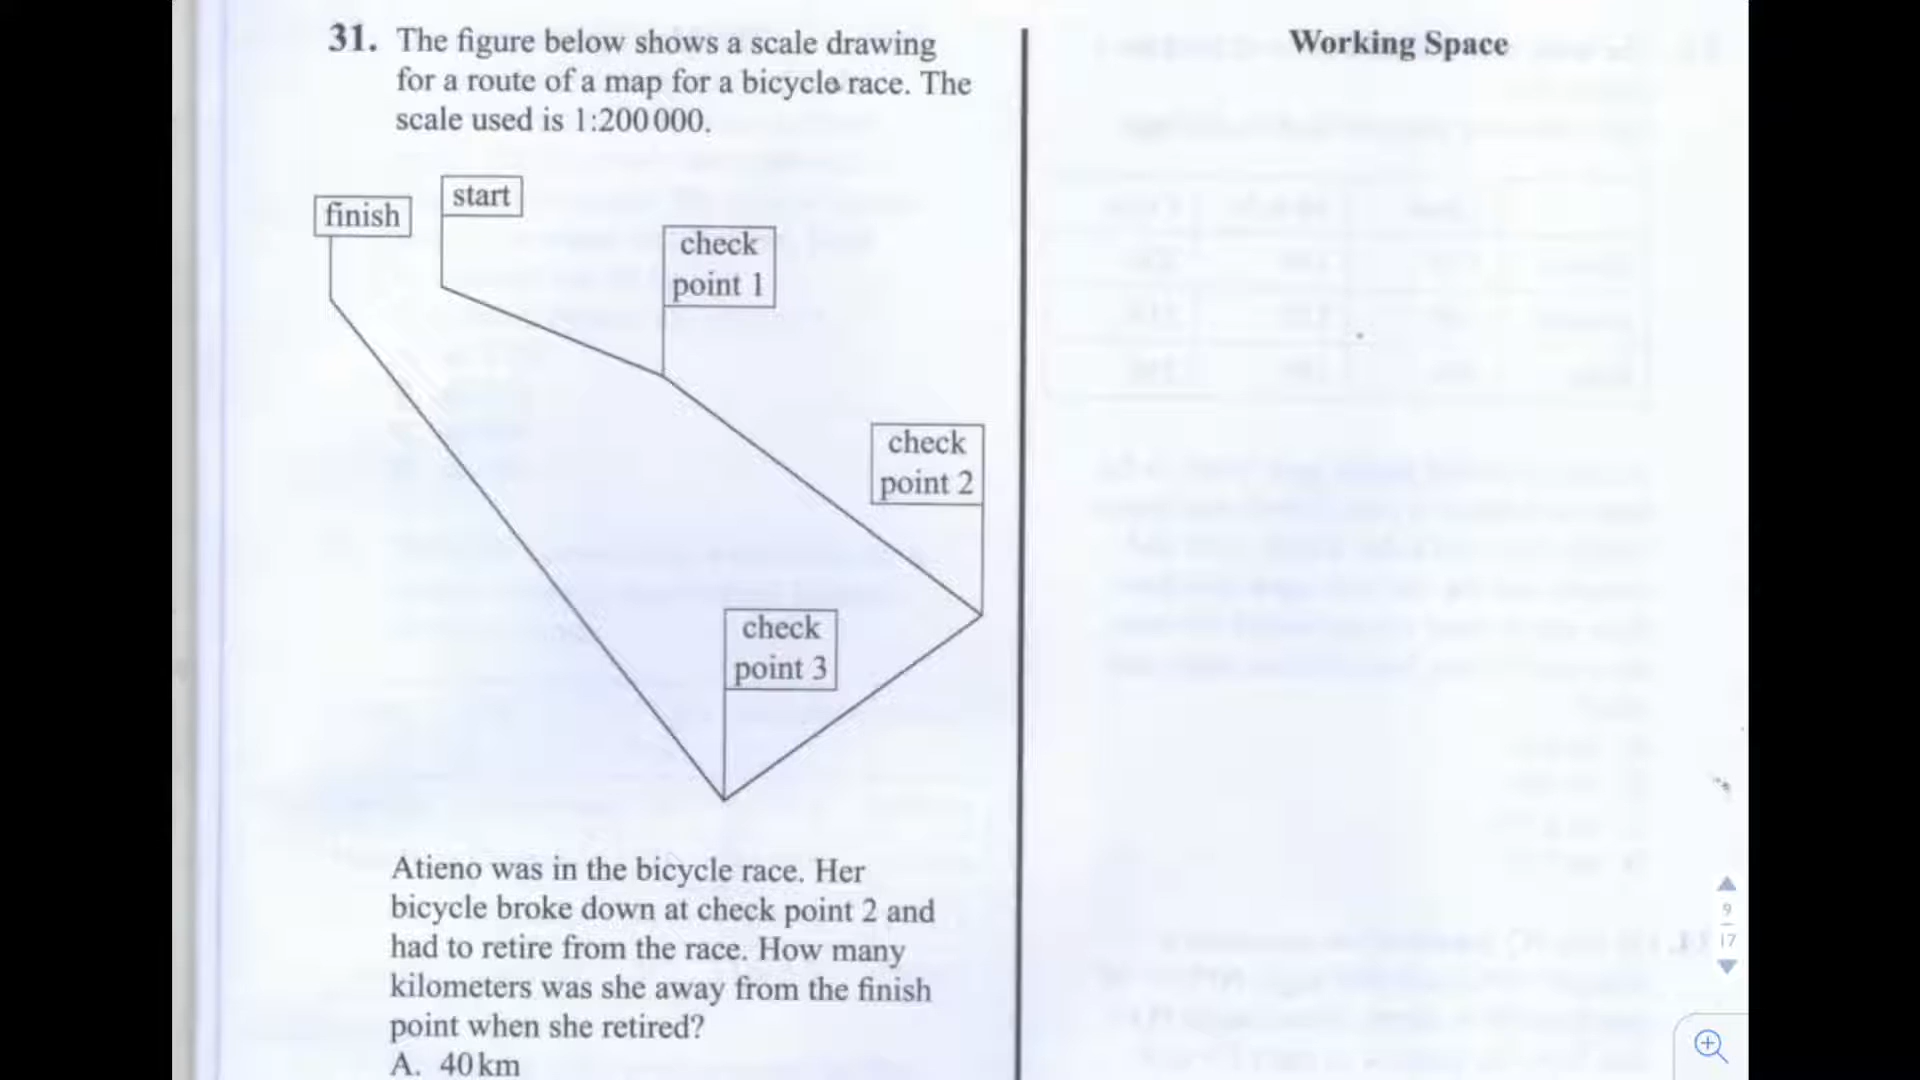 31. The figure below shows a scale drawing
for a route of a map for a bicycle race. The
scale used is 1:200 000.
finish
start
check
point 1
check
point 2
check
point 3
Atieno was in the bicycle race. Her
bicycle broke down at check point 2 and
had to retire from the race. How many
kilometers was she away from the finish
point when she retired?
A. 40 km
Working Space
9
17